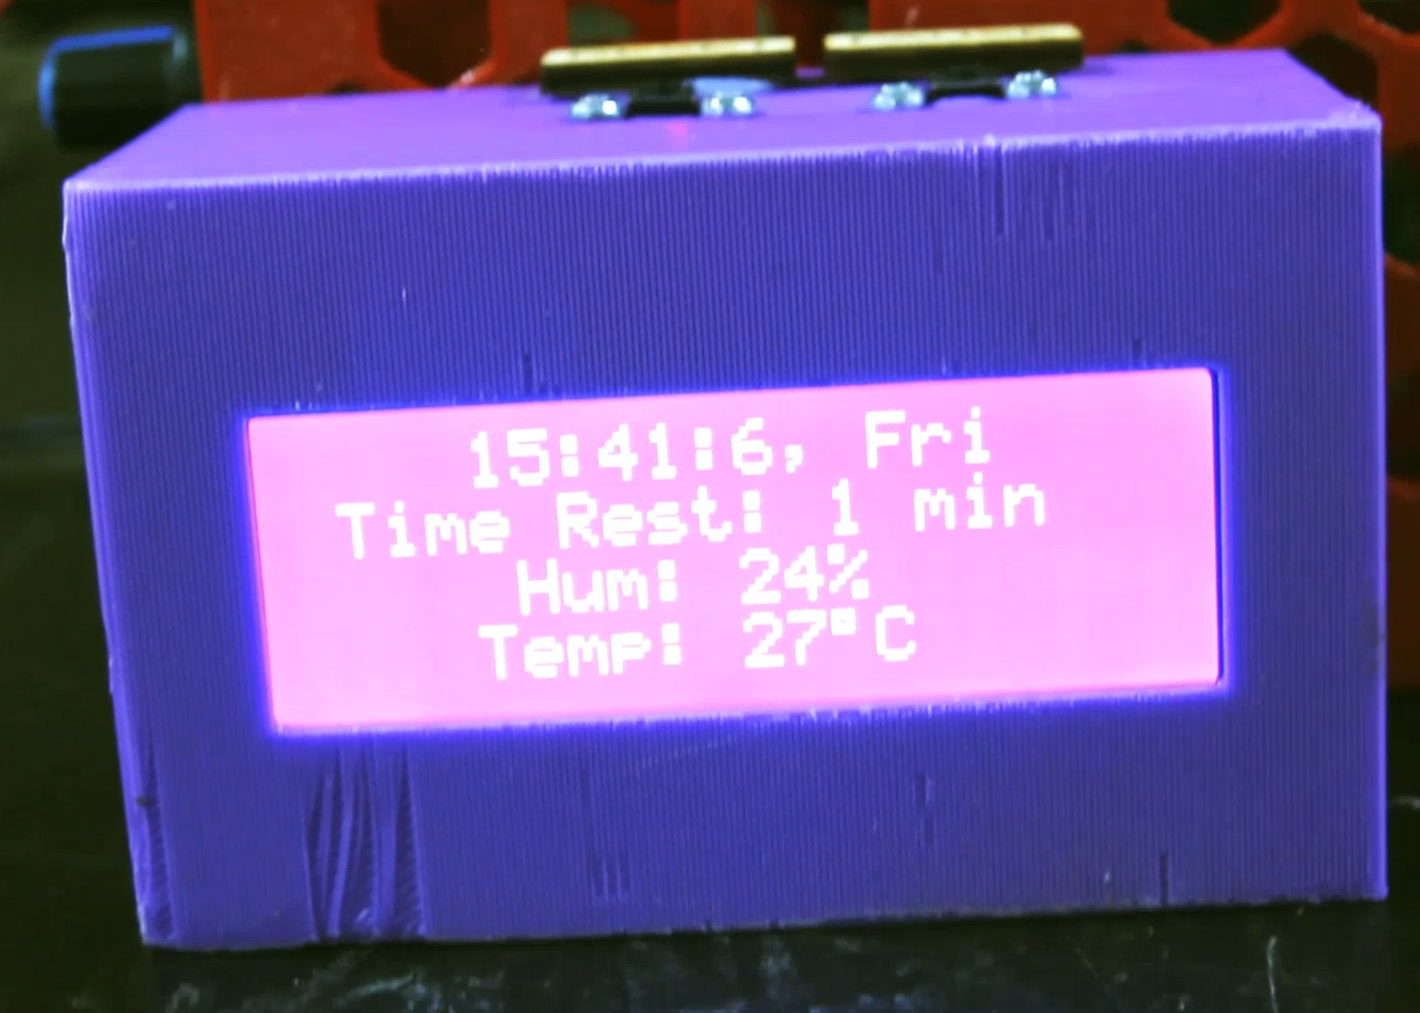 15:41:6, Fri
Time Rest: 1 min
Hum: 24%
Temp: 27°C